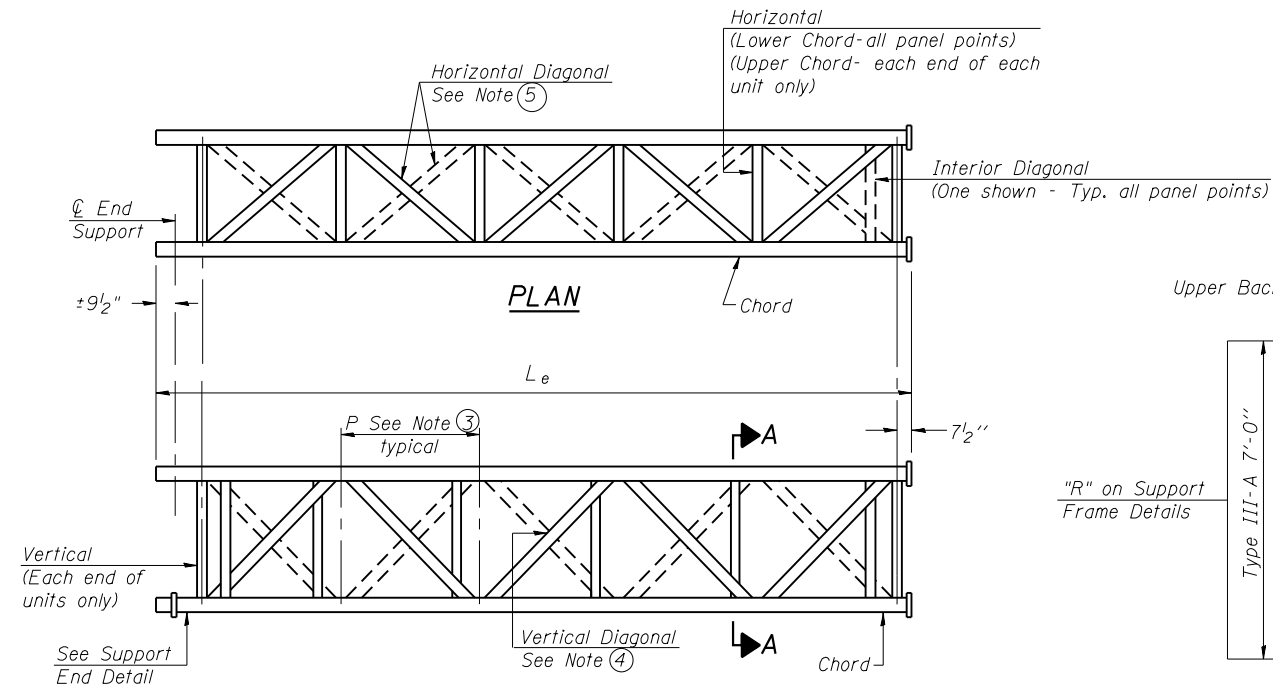 Horizontal
(Lower Chord-all panel points)
(Upper Chord- each end of each
unit only)
Horizontal Diagonal
See Note 5
Interior Diagonal
(One shown - Typ. all panel points)
℄ End
Support
±9½"
PLAN
Chord
Upper Bac
Le
P See Note 3
typical
A
7½"
"R" on Support
Frame Details
Type III-A 7'-0"
Vertical
(Each end of
units only)
Vertical Diagonal
See Note 4
A
Chord
See Support
End Detail